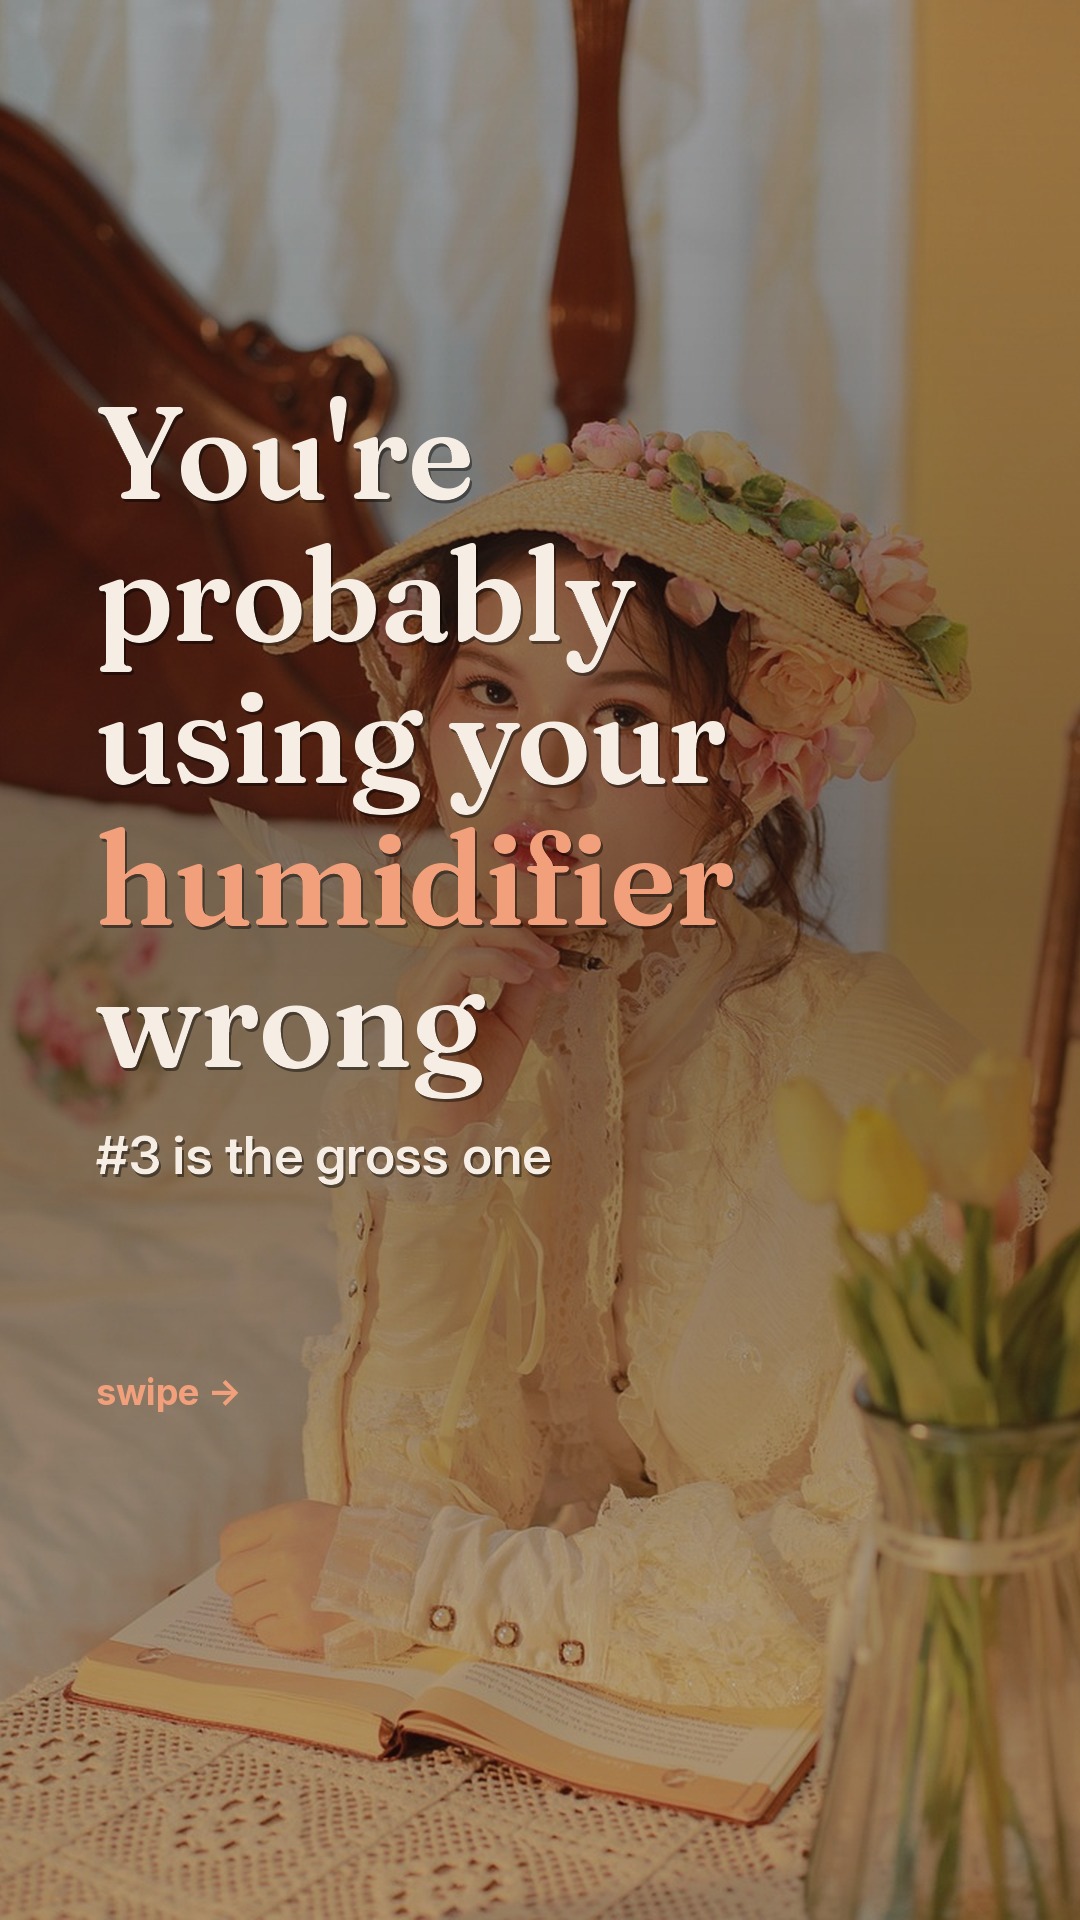 You're
probably
using your
humidifier
wrong
#3 is the gross one
swipe →